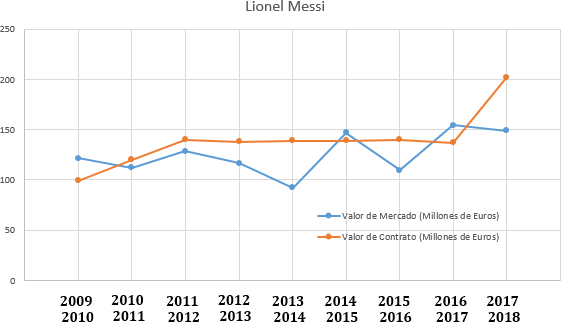 Lionel Messi
250
200
150
100
50
0
Valor de Mercado (Millones de Euros)
Valor de Contrato (Millones de Euros)
2009 2010 2011 2012 2013 2014 2015 2016 2017
2010 2011 2012 2013 2014 2015 2016 2017 2018